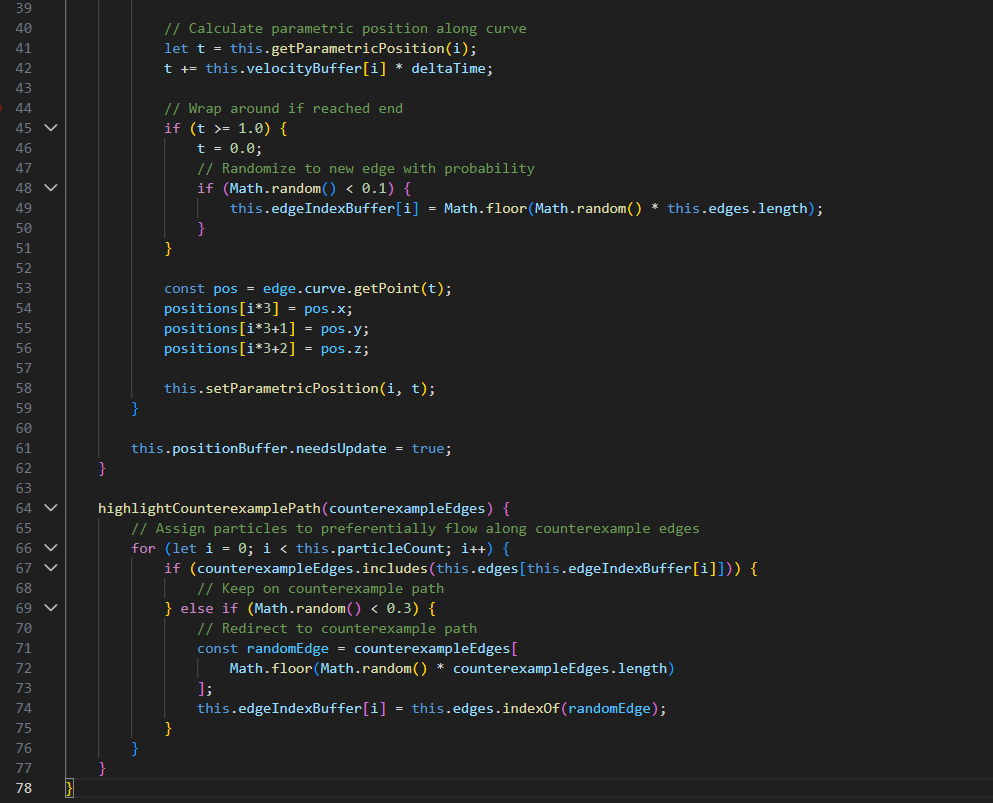 39
40 // Calculate parametric position along curve
41 let t = this.getParametricPosition(i);
42 t += this.velocityBuffer[i] * deltaTime;
43
44 // Wrap around if reached end
45 if (t >= 1.0) {
46 t = 0.0;
47 // Randomize to new edge with probability
48 if (Math.random() < 0.1) {
49 this.edgeIndexBuffer[i] = Math.floor(Math.random() * this.edges.length);
50 }
51 }
52
53 const pos = edge.curve.getPoint(t);
54 positions[i*3] = pos.x;
55 positions[i*3+1] = pos.y;
56 positions[i*3+2] = pos.z;
57
58 this.setParametricPosition(i, t);
59 }
60
61 this.positionBuffer.needsUpdate = true;
62 }
63
64 highlightCounterexamplePath(counterexampleEdges) {
65 // Assign particles to preferentially flow along counterexample edges
66 for (let i = 0; i < this.particleCount; i++) {
67 if (counterexampleEdges.includes(this.edges[this.edgeIndexBuffer[i]])) {
68 // Keep on counterexample path
69 } else if (Math.random() < 0.3) {
70 // Redirect to counterexample path
71 const randomEdge = counterexampleEdges[
72 Math.floor(Math.random() * counterexampleEdges.length)
73 ];
74 this.edgeIndexBuffer[i] = this.edges.indexOf(randomEdge);
75 }
76 }
77 }
78 }